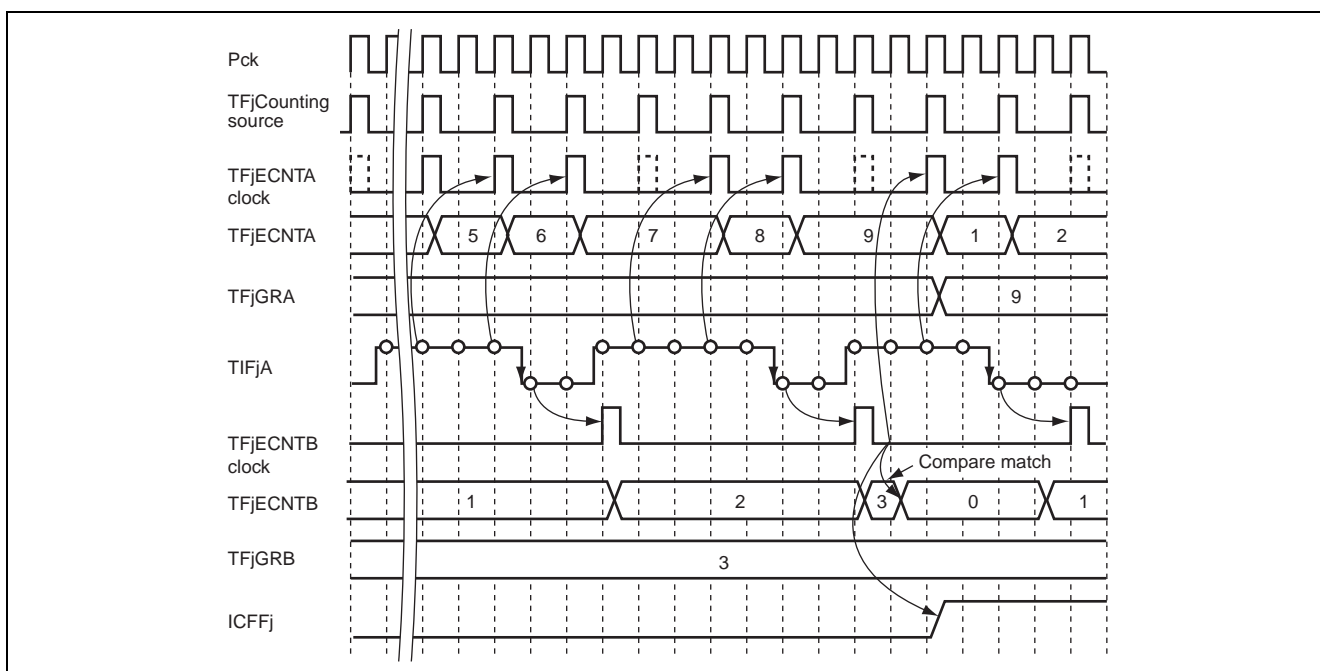 Pck
TFjCounting
source
TFjECNTA
clock
TFjECNTA
5 6 7 8 9 1 2
TFjGRA
9
TIFjA
TFjECNTB
clock
Compare match
TFjECNTB
1 2 3 0 1
TFjGRB
3
ICFFj